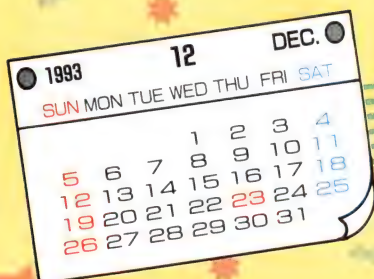 1993 12 DEC.
SUN MON TUE WED THU FRI SAT
1 2 3 4
5 6 7 8 9 10 11
12 13 14 15 16 17 18
19 20 21 22 23 24 25
26 27 28 29 30 31